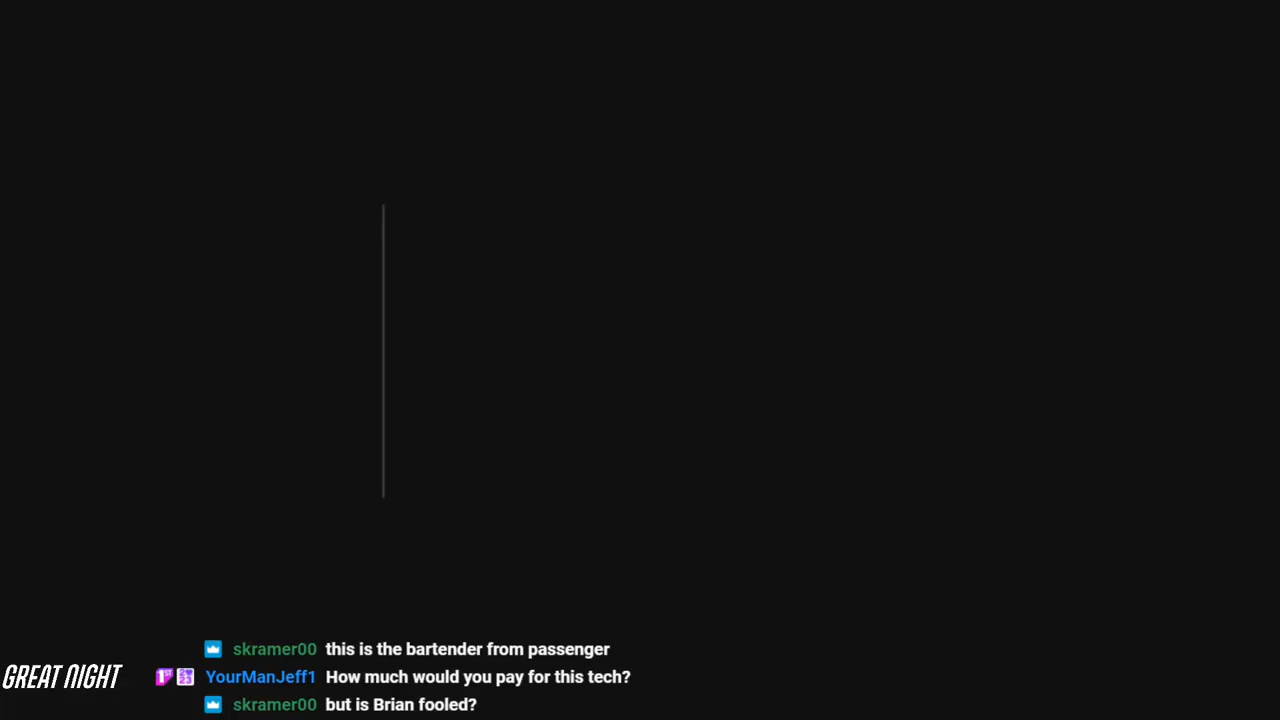 skramer00 this is the bartender from passenger
GREAT NIGHT
YourManJeff1 How much would you pay for this tech?
skramer00 but is Brian fooled?